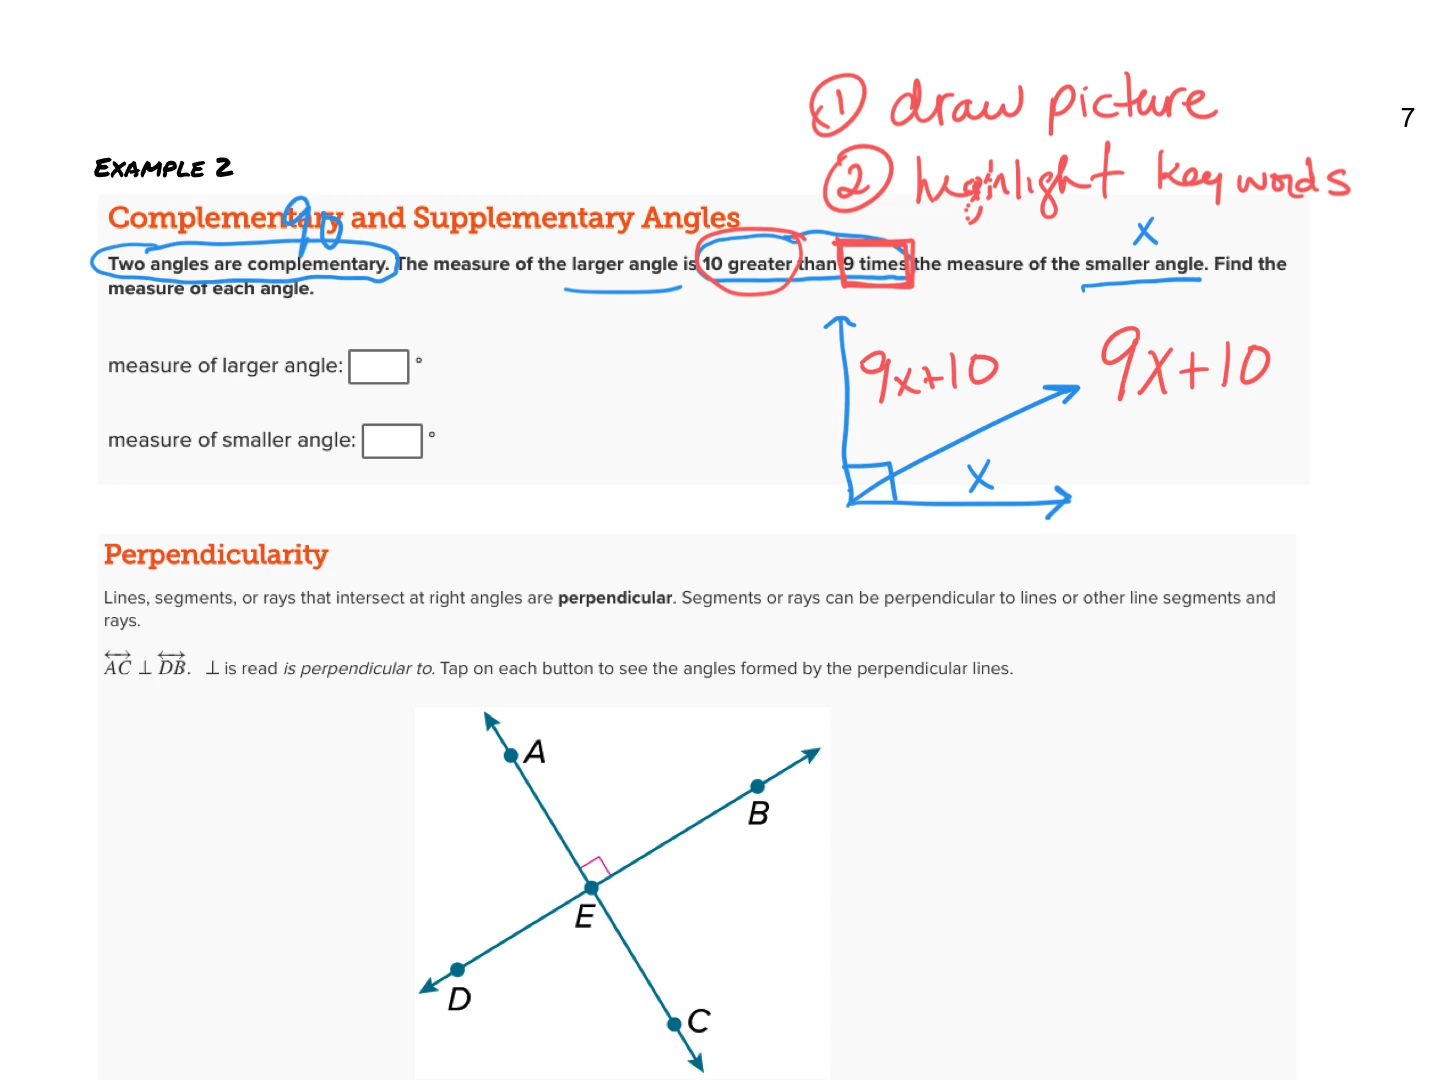 ① draw picture
7
② highlight key words
EXAMPLE 2
Complementary and Supplementary Angles
90
x
Two angles are complementary. The measure of the larger angle is 10 greater than 9 times the measure of the smaller angle. Find the
measure of each angle.
9x+10
9x+10
measure of larger angle: °
measure of smaller angle: °
x
Perpendicularity
Lines, segments, or rays that intersect at right angles are perpendicular. Segments or rays can be perpendicular to lines or other line segments and
rays.
AC ⊥ DB. ⊥ is read is perpendicular to. Tap on each button to see the angles formed by the perpendicular lines.
A
B
E
D
C